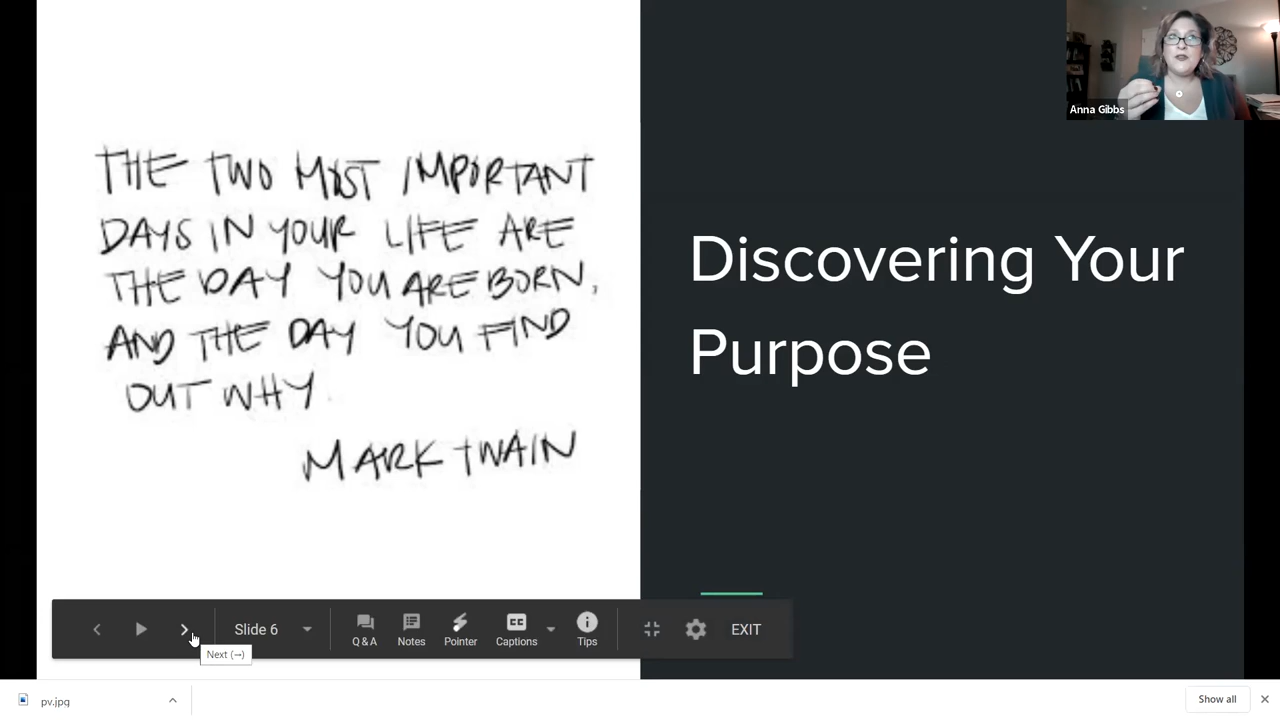 THE TWO MOST IMPORTANT
DAYS IN YOUR LIFE ARE
THE DAY YOU ARE BORN,
AND THE DAY YOU FIND
OUT WHY.
MARK TWAIN
Discovering Your
Purpose
Anna Gibbs
Slide 6
Q & A
Notes
Pointer
CC
Captions
Tips
EXIT
Next (→)
pv.jpg
Show all